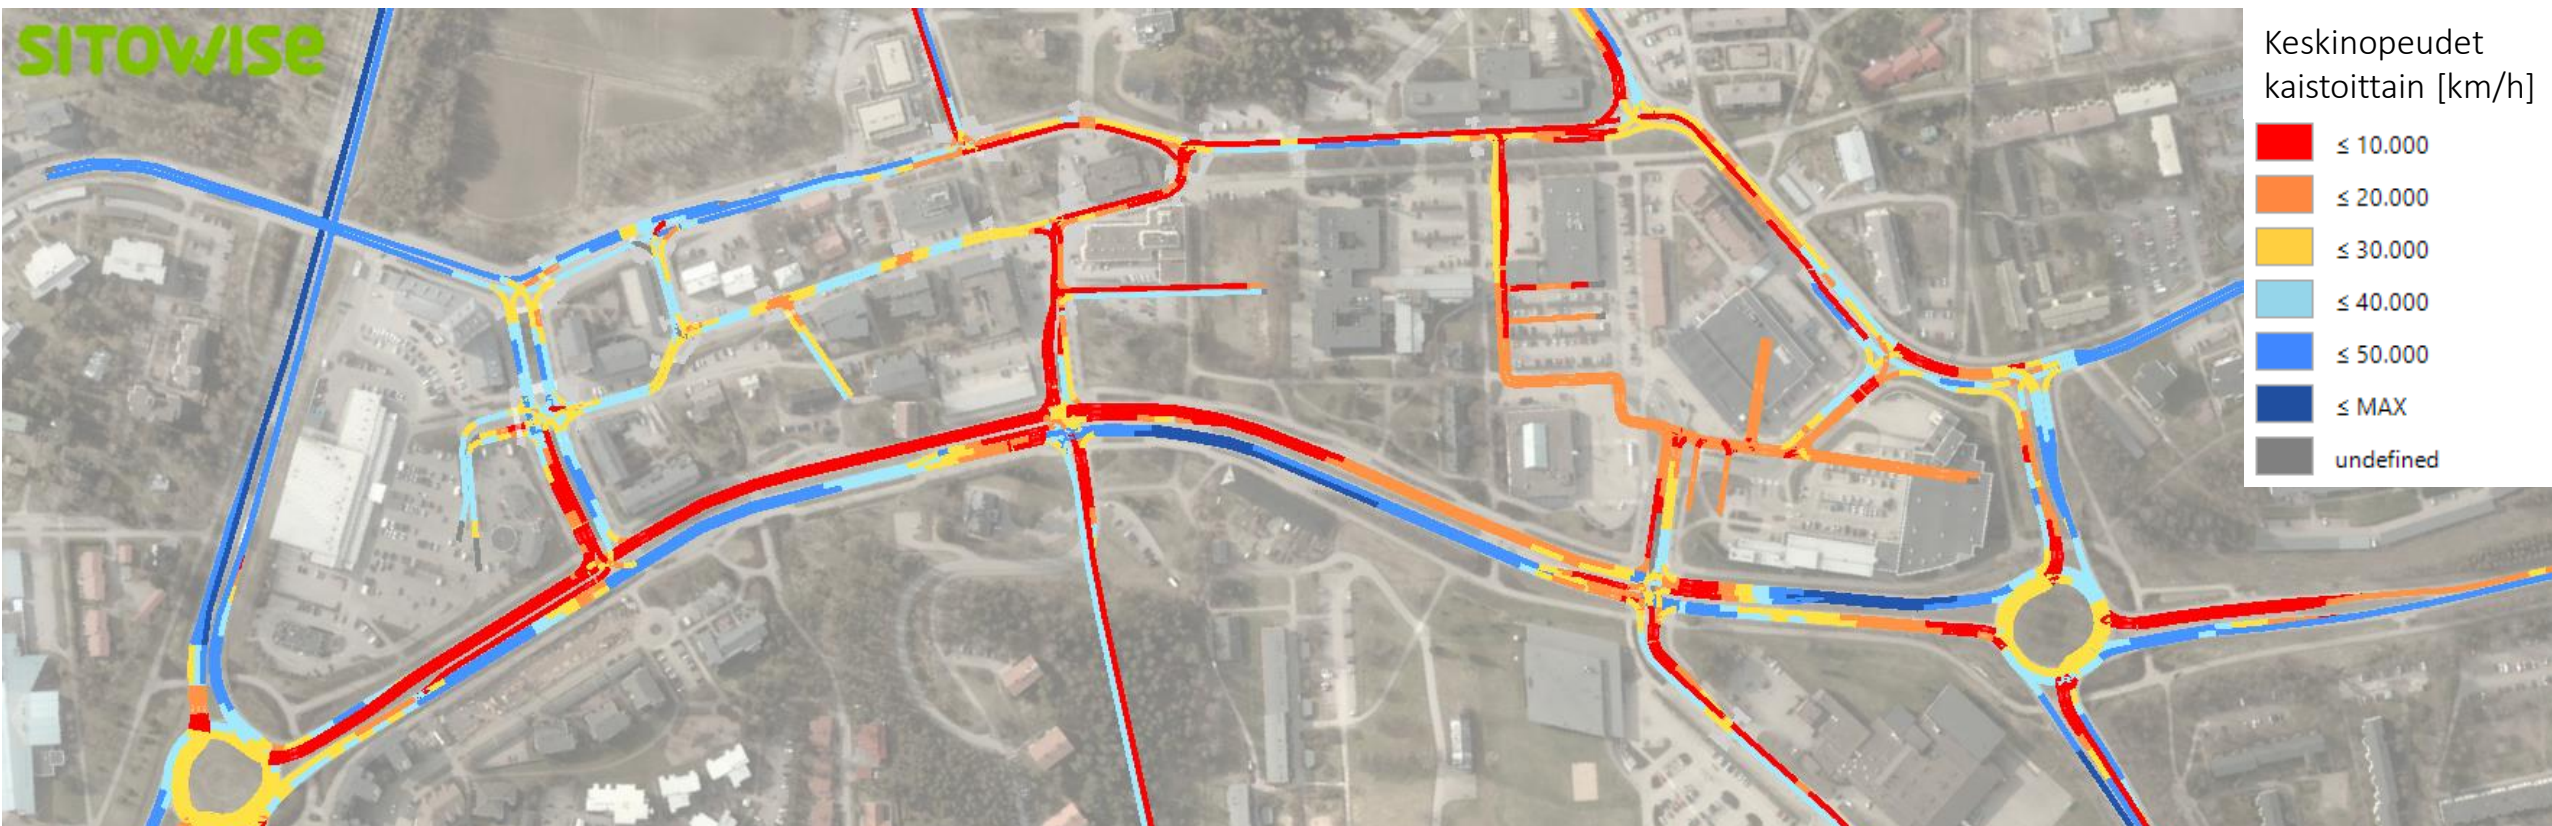 SITOWISE
Keskinopeudet
kaistoittain [km/h]
≤ 10.000
≤ 20.000
≤ 30.000
≤ 40.000
≤ 50.000
≤ MAX
undefined